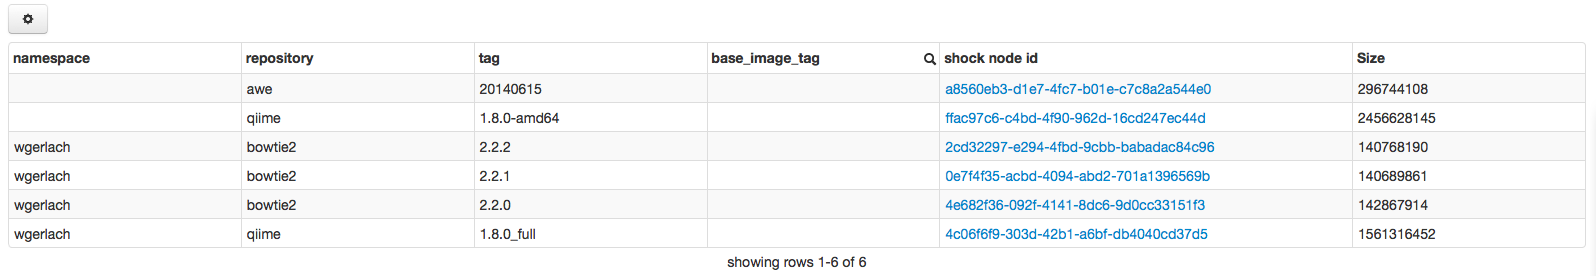 namespace repository tag base_image_tag shock node id Size
awe 20140615 a8560eb3-d1e7-4fc7-b01e-c7c8a2a544e0 296744108
qiime 1.8.0-amd64 ffac97c6-c4bd-4f90-962d-16cd247ec44d 2456628145
wgerlach bowtie2 2.2.2 2cd32297-e294-4fbd-9cbb-babadac84c96 140768190
wgerlach bowtie2 2.2.1 0e7f4f35-acbd-4094-abd2-701a1396569b 140689861
wgerlach bowtie2 2.2.0 4e682f36-092f-4141-8dc6-9d0cc33151f3 142867914
wgerlach qiime 1.8.0_full 4c06f6f9-303d-42b1-a6bf-db4040cd37d5 1561316452
showing rows 1-6 of 6